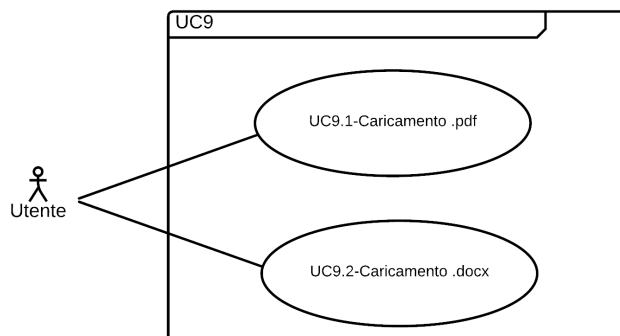 UC9
UC9.1-Caricamento .pdf
Utente
UC9.2-Caricamento .docx